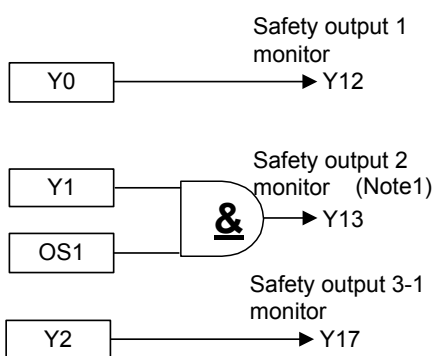 Safety output 1
monitor
Y0
Y12
Safety output 2
monitor (Note1)
Y1
&
Y13
OS1
Safety output 3-1
monitor
Y2
Y17